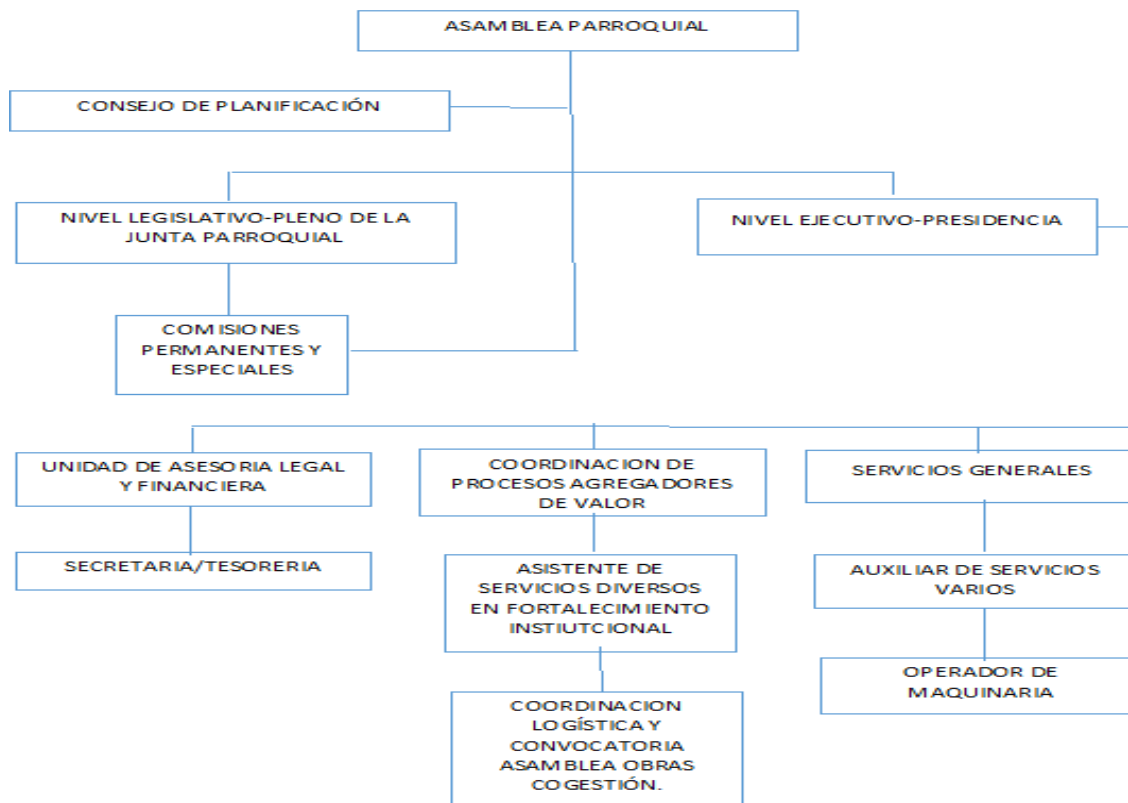 ASAMBLEA PARROQUIAL
CONSEJO DE PLANIFICACIÓN
NIVEL LEGISLATIVO-PLENO DE LA
JUNTA PARROQUIAL
NIVEL EJECUTIVO-PRESIDENCIA
COMISIONES
PERMANENTES Y
ESPECIALES
UNIDAD DE ASESORIA LEGAL
Y FINANCIERA
COORDINACION DE
PROCESOS AGREGADORES
DE VALOR
SERVICIOS GENERALES
SECRETARIA/TESORERIA
ASISTENTE DE
SERVICIOS DIVERSOS
EN FORTALECIMIENTO
INSTIUTCIONAL
AUXILIAR DE SERVICIOS
VARIOS
OPERADOR DE
MAQUINARIA
COORDINACION
LOGÍSTICA Y
CONVOCATORIA
ASAMBLEA OBRAS
COGESTIÓN.